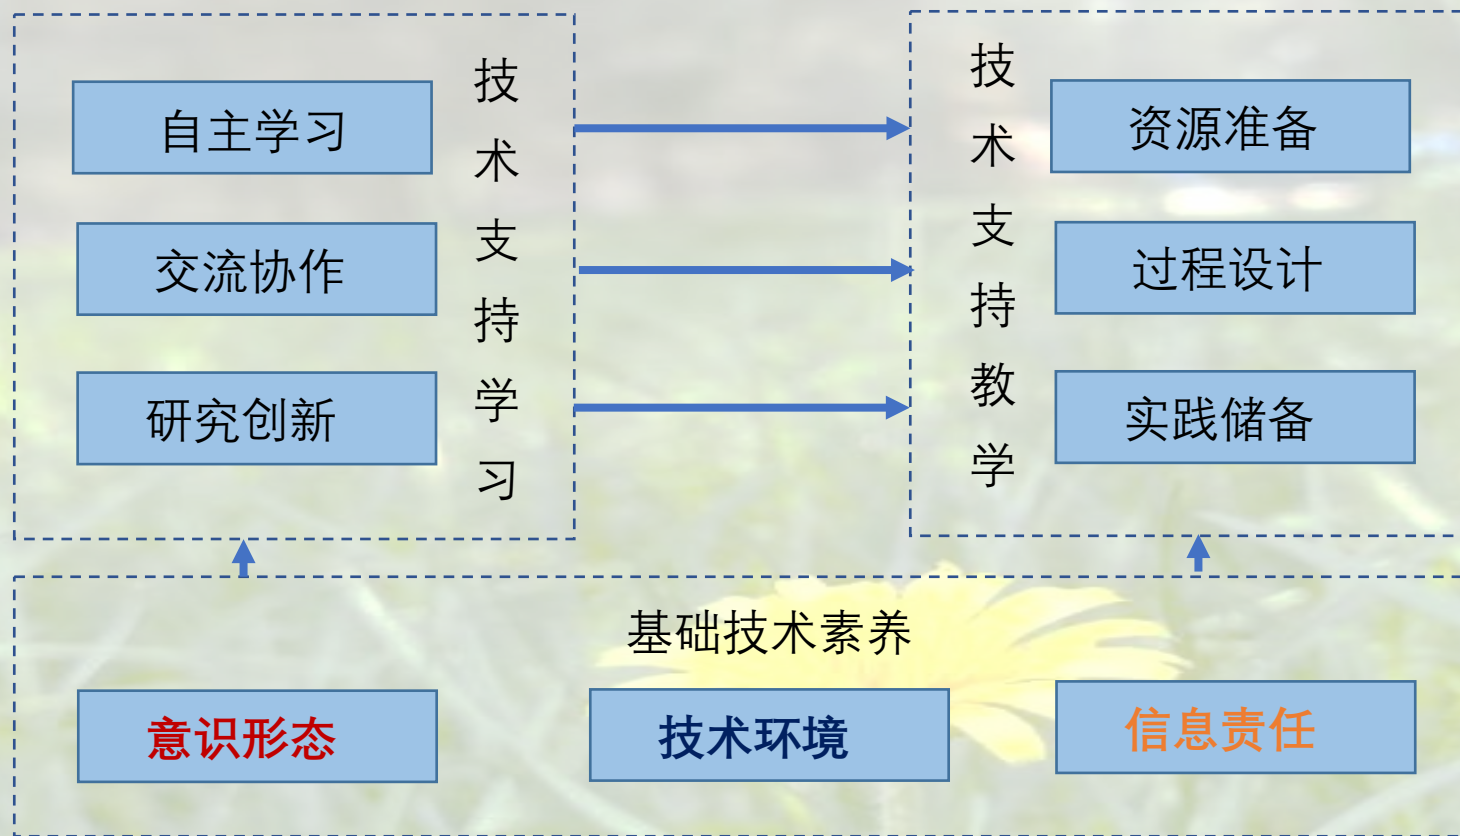 自主学习
交流协作
研究创新
技术支持学习
技术支持教学
资源准备
过程设计
实践储备
基础技术素养
意识形态
技术环境
信息责任